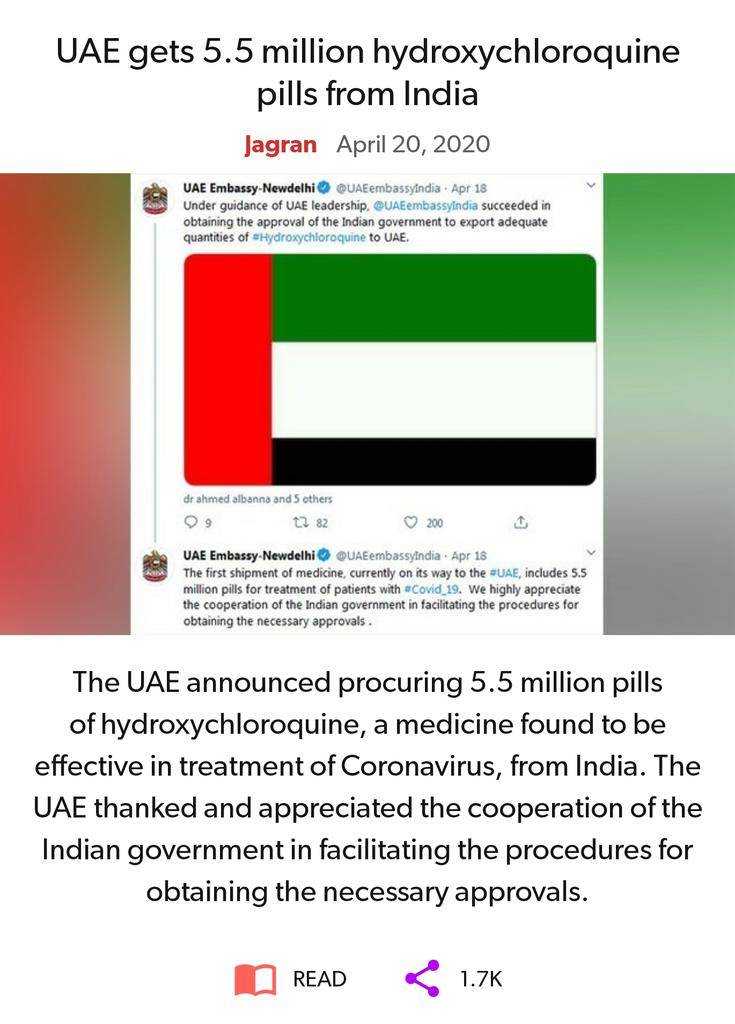 UAE gets 5.5 million hydroxychloroquine
pills from India
Jagran April 20, 2020
UAE Embassy-Newdelhi @UAEembassyIndia · Apr 18
Under guidance of UAE leadership, @UAEembassyIndia succeeded in
obtaining the approval of the Indian government to export adequate
quantities of #Hydroxychloroquine to UAE.
dr ahmed albanna and 5 others
9 82 200
UAE Embassy-Newdelhi @UAEembassyIndia · Apr 18
The first shipment of medicine, currently on its way to the #UAE, includes 5.5
million pills for treatment of patients with #Covid_19. We highly appreciate
the cooperation of the Indian government in facilitating the procedures for
obtaining the necessary approvals .
The UAE announced procuring 5.5 million pills
of hydroxychloroquine, a medicine found to be
effective in treatment of Coronavirus, from India. The
UAE thanked and appreciated the cooperation of the
Indian government in facilitating the procedures for
obtaining the necessary approvals.
READ 1.7K